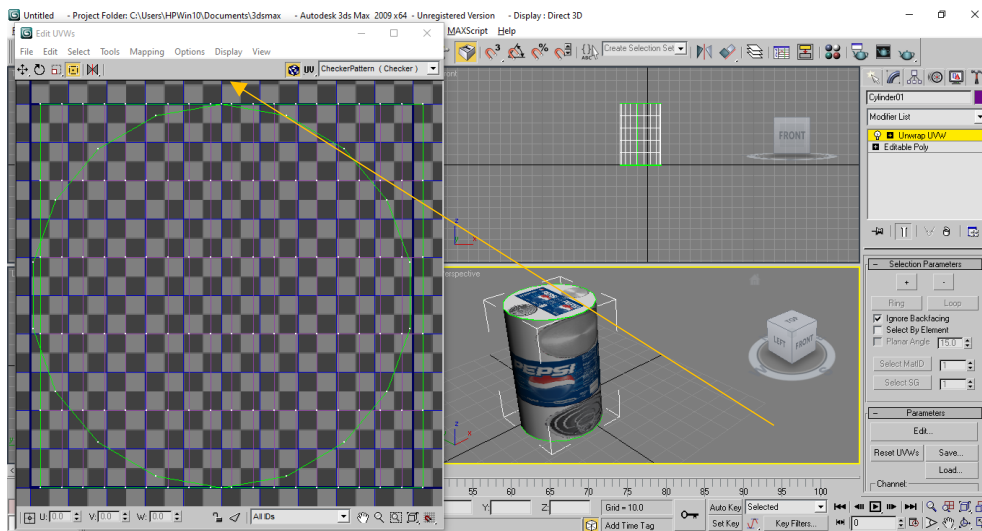 Untitled - Project Folder: C:\Users\HPWin10\Documents\3dsmax - Autodesk 3ds Max 2009 x64 - Unregistered Version - Display : Direct 3D
Edit UVWs
MAXScript Help
File Edit Select Tools Mapping Options Display View
UV CheckerPattern ( Checker )
Create Selection Set
ABC
FRONT
Cylinder01
Modifier List
Unwrap UVW
Editable Poly
z
x
Selection Parameters
+ -
Ring Loop
Ignore Backfacing
Select By Element
Planar Angle: 15.0
Select MatID 1
Select SG 1
TOP
LEFT FRONT
PEPSI
Parameters
Edit...
Reset UVWs Save...
Load...
Channel:
z
x
55 60 65 70 75 80 85 90 95 100
U: 0.0 V: 0.0 W: 0.0 All IDs
Y: Z: Grid = 10.0 Auto Key Selected
Add Time Tag Set Key Key Filters... 0